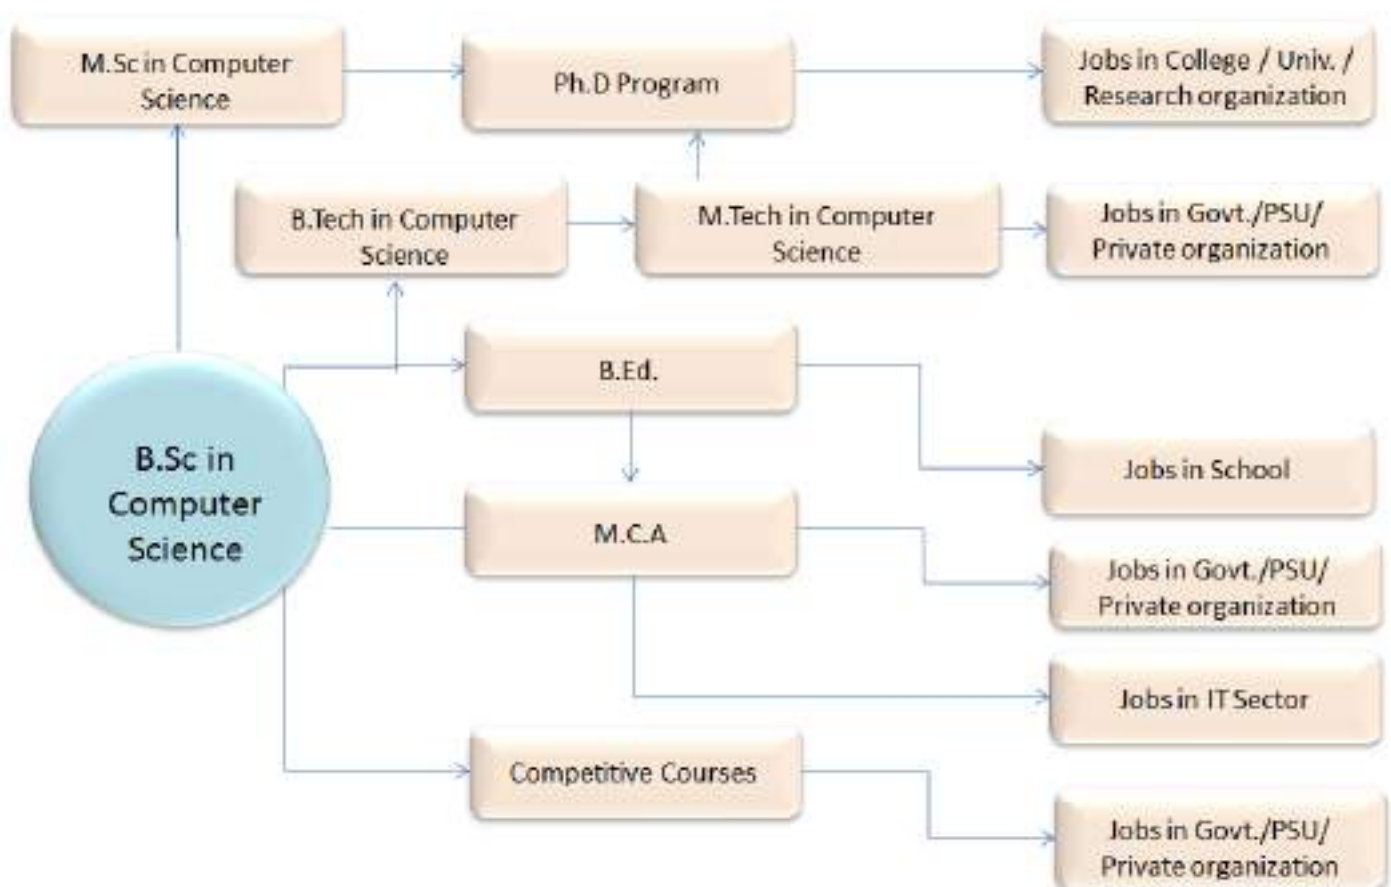 M.Sc in Computer
Science
Ph.D Program
Jobs in College / Univ. /
Research organization
B.Tech in Computer
Science
M.Tech in Computer
Science
Jobs in Govt./PSU/
Private organization
B.Ed.
B.Sc in
Computer
Science
Jobs in School
M.C.A
Jobs in Govt./PSU/
Private organization
Jobs in IT Sector
Competitive Courses
Jobs in Govt./PSU/
Private organization